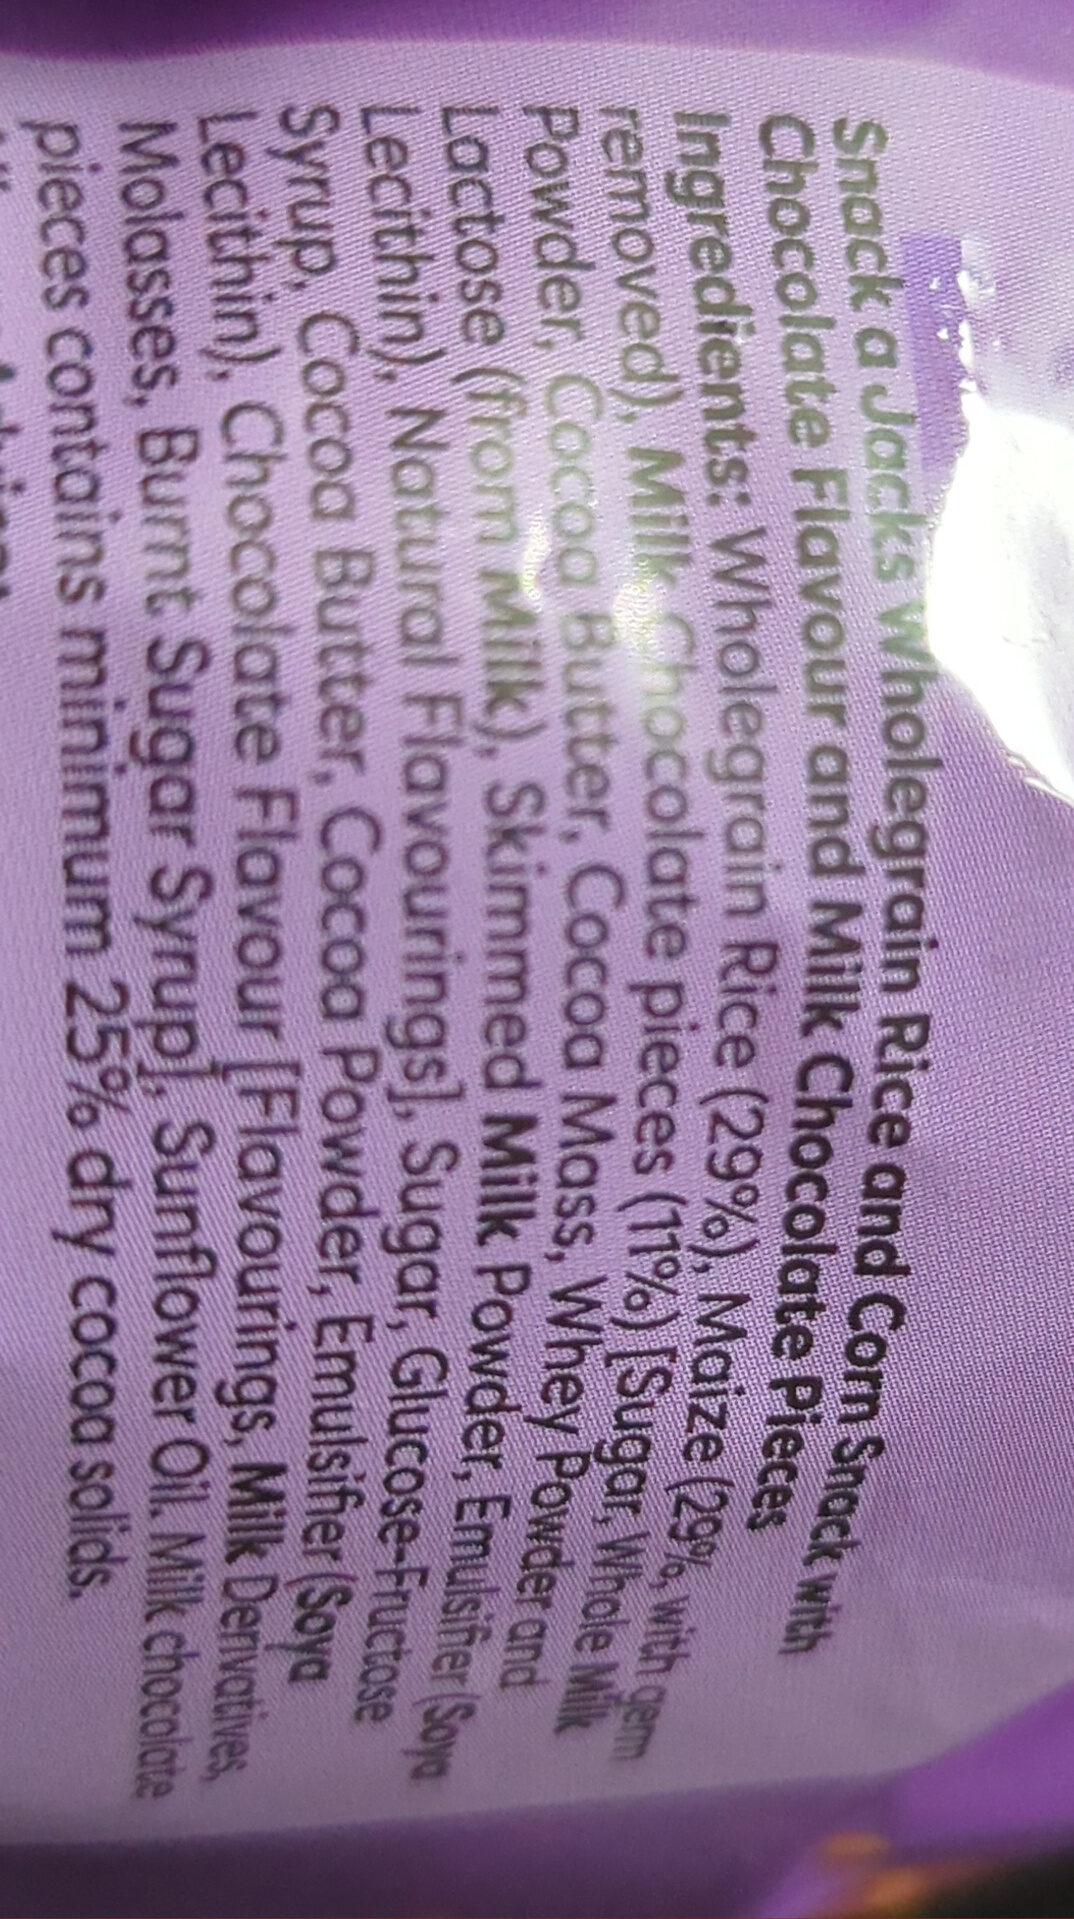 Snack a Jacks Wholegrain Rice and Corn Snack with
Chocolate Flavour and Milk Chocolate Pieces
Ingredients: Wholegrain Rice (29%), Maize (29%, with germ
removed), Milk Chocolate pieces (11%) [Sugar, Whole Milk
Powder, Cocoa Butter, Cocoa Mass, Whey Powder and
Lactose (from Milk), Skimmed Milk Powder, Emulsifier (Soya
Lecithin), Natural Flavourings], Sugar, Glucose-Fructose
Syrup, Cocoa Butter, Cocoa Powder, Emulsifier (Soya
Lecithin), Chocolate Flavour [Flavourings, Milk Derivatives,
Molasses, Burnt Sugar Syrup], Sunflower Oil. Milk chocolate
pieces contains minimum 25% dry cocoa solids.